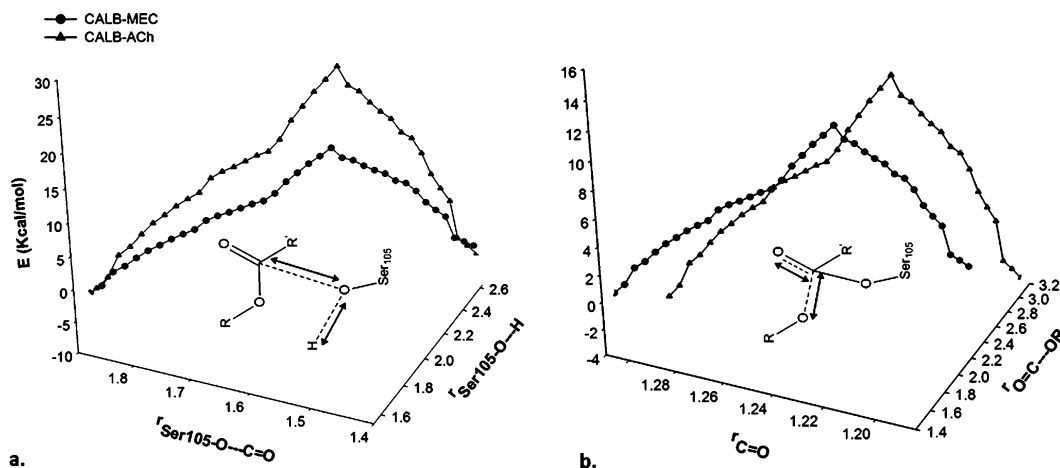 CALB-MEC
CALB-ACh
30
25
20
15
10
5
0
-5
-10
E (Kcal/mol)
1.8
1.7
1.6
1.5
1.4
rSer105-O---C=O
1.6
1.8
2.0
2.2
2.4
2.6
rSer105-O---H
O
R'
Ser105
O
O
R
H
a.
16
14
12
10
8
6
4
2
0
-2
-4
1.28
1.26
1.24
1.22
1.20
rC=O
1.4
1.6
1.8
2.0
2.2
2.4
2.6
2.8
3.0
3.2
rO=C---OR
O
R'
Ser105
O
O
R
b.